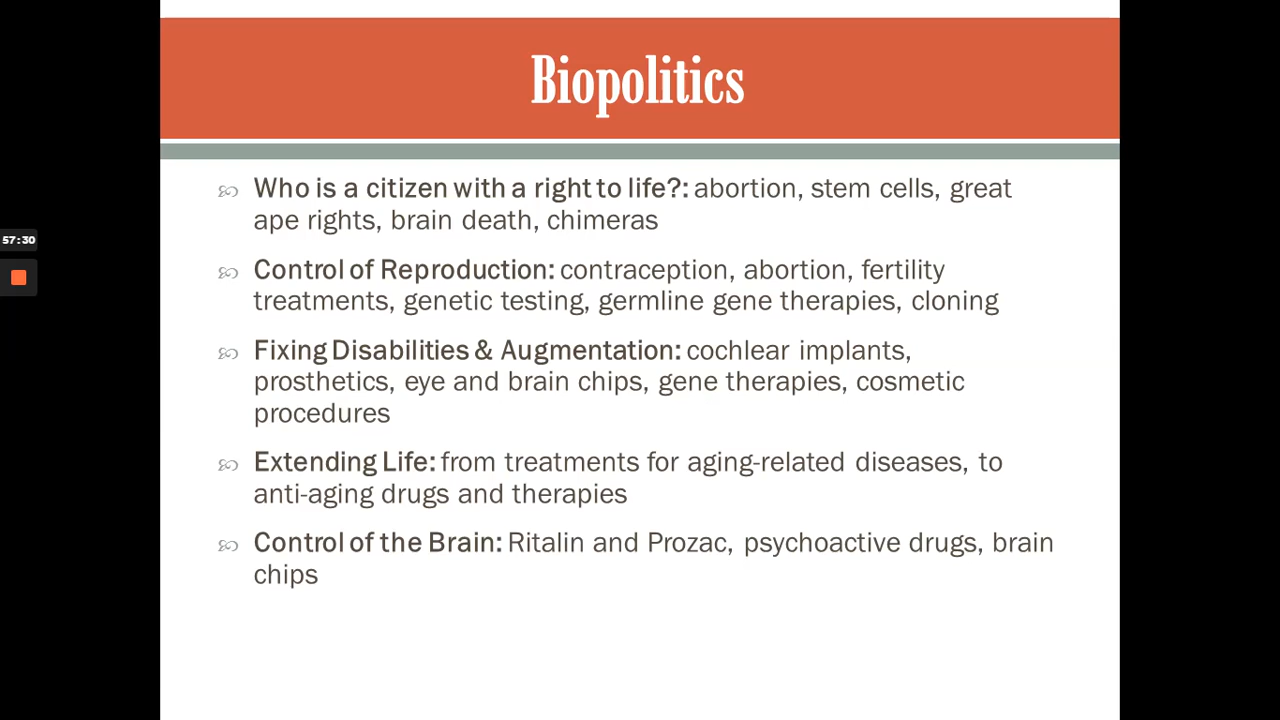 Biopolitics
Who is a citizen with a right to life?: abortion, stem cells, great
ape rights, brain death, chimeras
57:30
Control of Reproduction: contraception, abortion, fertility
treatments, genetic testing, germline gene therapies, cloning
Fixing Disabilities & Augmentation: cochlear implants,
prosthetics, eye and brain chips, gene therapies, cosmetic
procedures
Extending Life: from treatments for aging-related diseases, to
anti-aging drugs and therapies
Control of the Brain: Ritalin and Prozac, psychoactive drugs, brain
chips